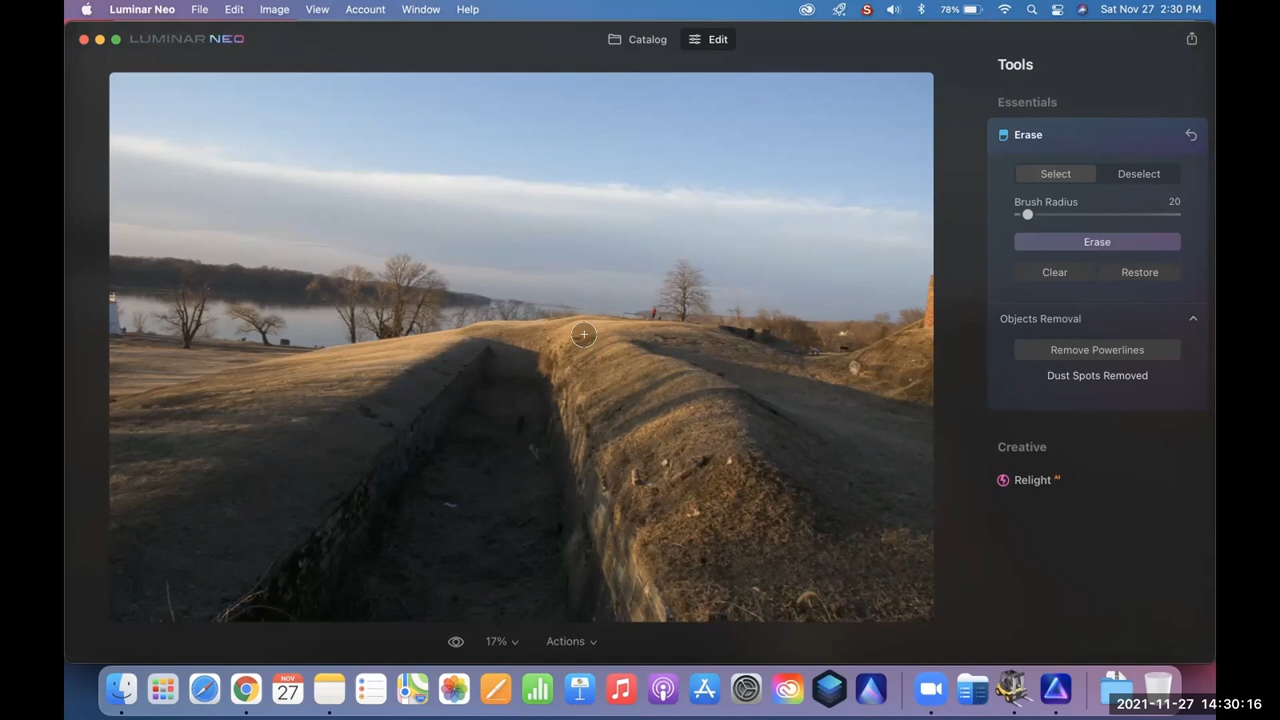 Luminar Neo File Edit Image View Account Window Help S 78% Sat Nov 27 2:30 PM
LUMINAR NEO Catalog Edit
Tools
Essentials
Erase
Select Deselect
Brush Radius 20
Erase
Clear Restore
Objects Removal
Remove Powerlines
Dust Spots Removed
Creative
Relight AI
17% Actions
NOV
27
2021-11-27 14:30:16